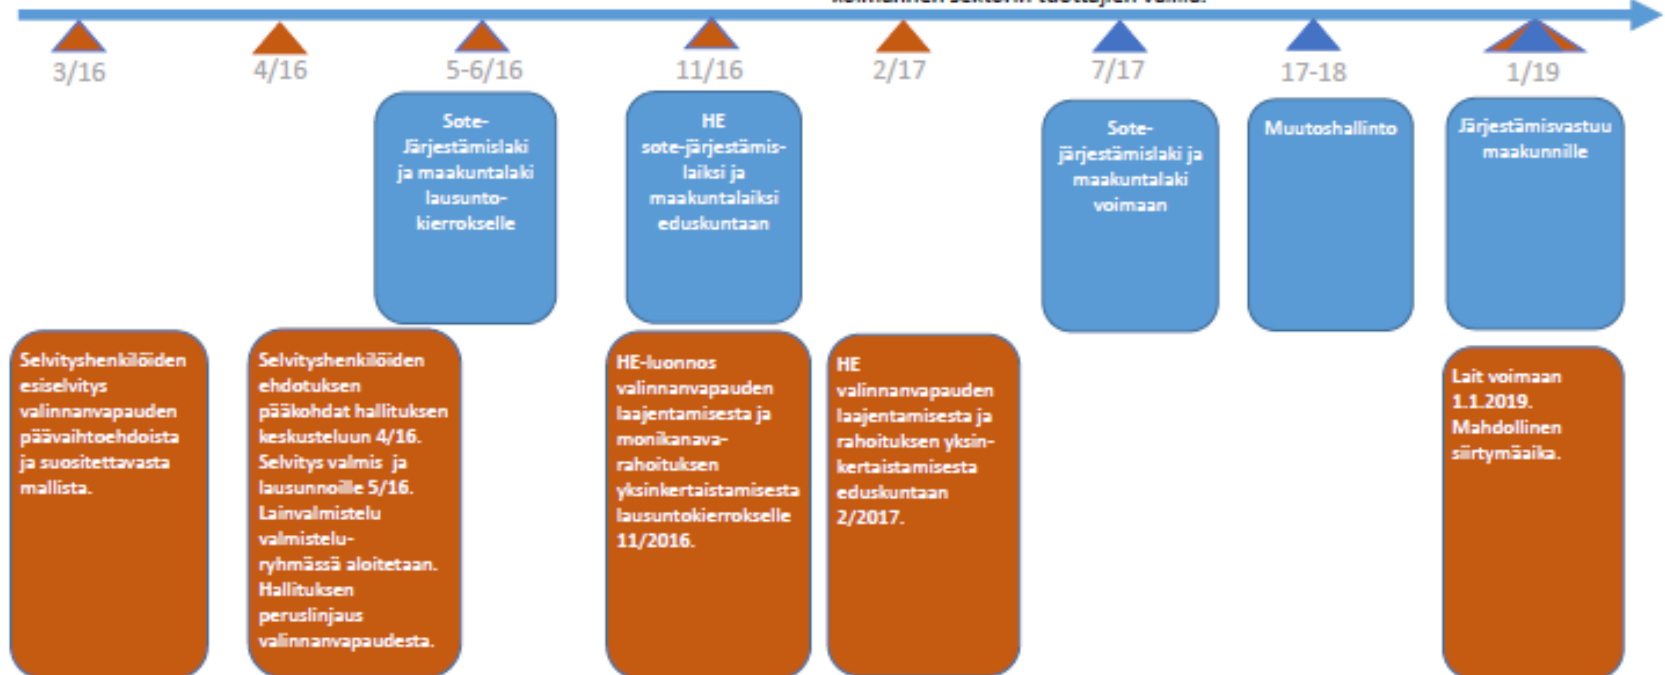 kolmannen sektorin tuottajien välillä.
3/16
4/16
5-6/16
11/16
2/17
7/17
17-18
1/19
Sote-
Järjestämislaki
ja maakuntalaki
lausunto-
kierrokselle
HE
sote-järjestämis-
laiksi ja
maakuntalaiksi
eduskuntaan
Sote-
järjestämislaki ja
maakuntalaki
voimaan
Muutoshallinto
Järjestämisvastuu
maakunnille
Selvityshenkilöiden
esiselvitys
valinnanvapauden
päävaihtoehdoista
ja suositettavasta
mallista.
Selvityshenkilöiden
ehdotuksen
pääkohdat hallituksen
keskusteluun 4/16.
Selvitys valmis ja
lausunnoille 5/16.
Lainvalmistelu
valmistelu-
ryhmässä aloitetaan.
Hallituksen
peruslinjaus
valinnanvapaudesta.
HE-luonnos
valinnanvapauden
laajentamisesta ja
monikanava-
rahoituksen
yksinkertaistamisesta
lausuntokierrokselle
11/2016.
HE
valinnanvapauden
laajentamisesta ja
rahoituksen yksin-
kertaistamisesta
eduskuntaan
2/2017.
Lait voimaan
1.1.2019.
Mahdollinen
siirtymäaika.